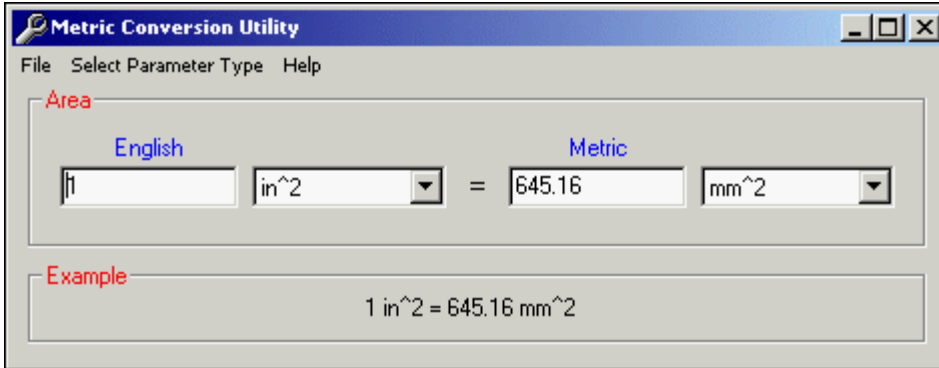 Metric Conversion Utility
File Select Parameter Type Help
Area
English Metric
1 in^2 = 645.16 mm^2
Example
1 in^2 = 645.16 mm^2